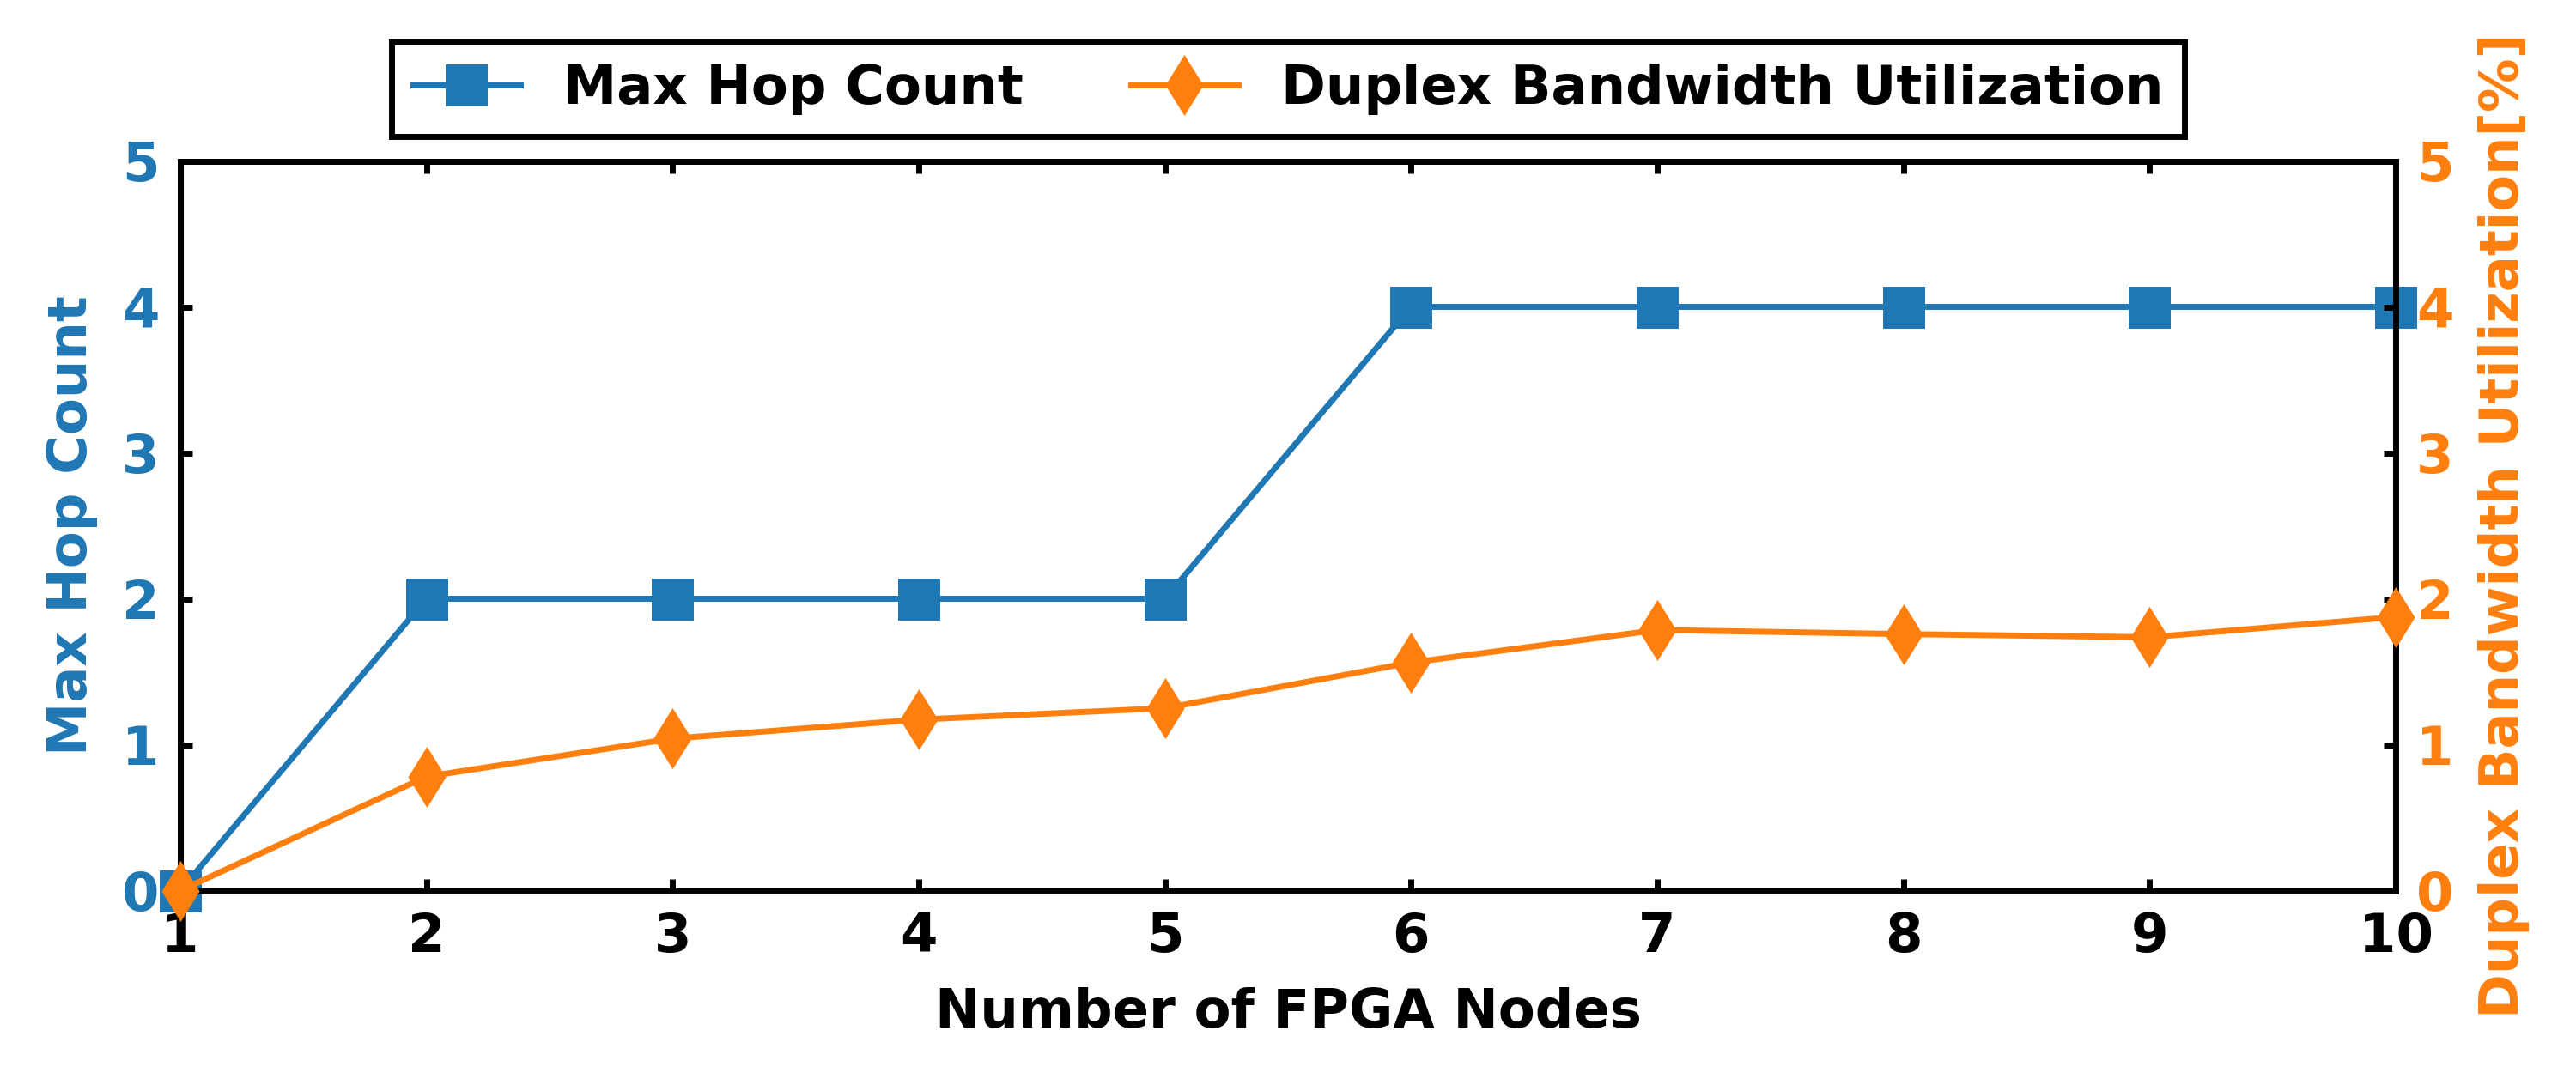 Max Hop Count
Duplex Bandwidth Utilization
5
4
3
2
1
0
Max Hop Count
5
4
3
2
1
0
Duplex Bandwidth Utilization[%]
1 2 3 4 5 6 7 8 9 10
Number of FPGA Nodes